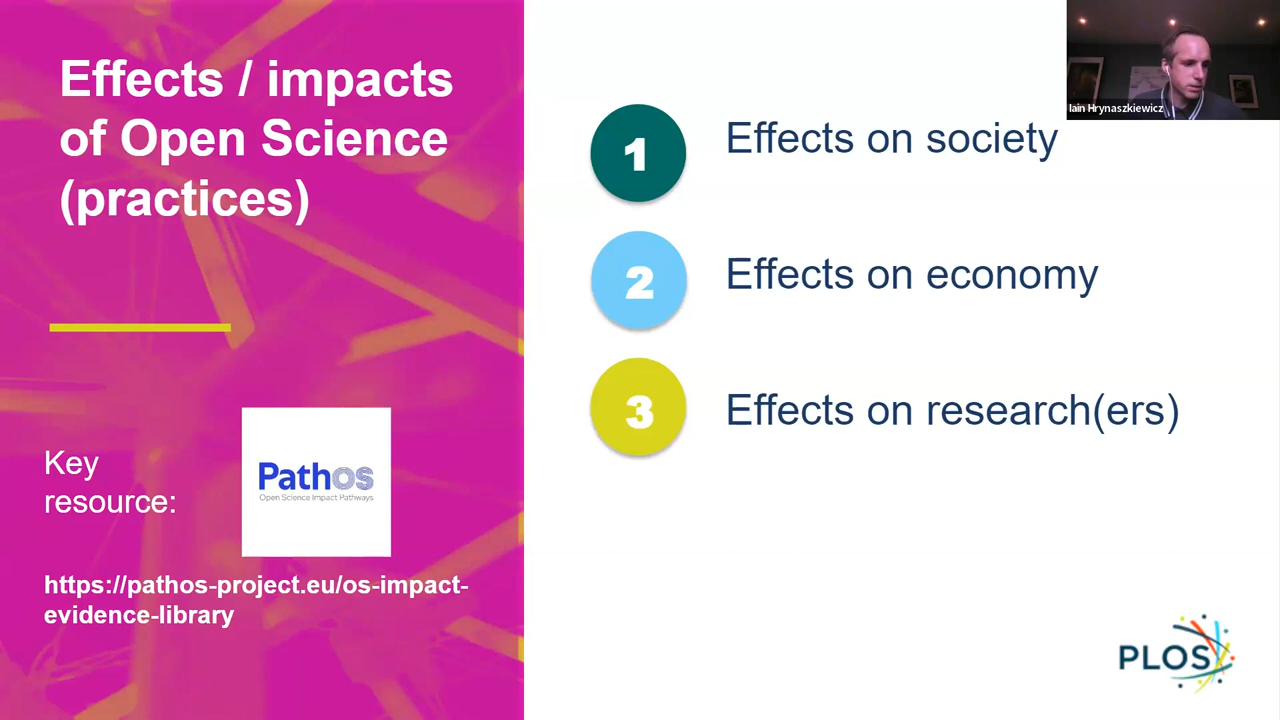 Effects / impacts
of Open Science
(practices)
Key
resource:
Pathos
Open Science Impact Pathways
https://pathos-project.eu/os-impact-
evidence-library
1
Effects on society
2
Effects on economy
3
Effects on research(ers)
Iain Hrynaszkiewicz
PLOS